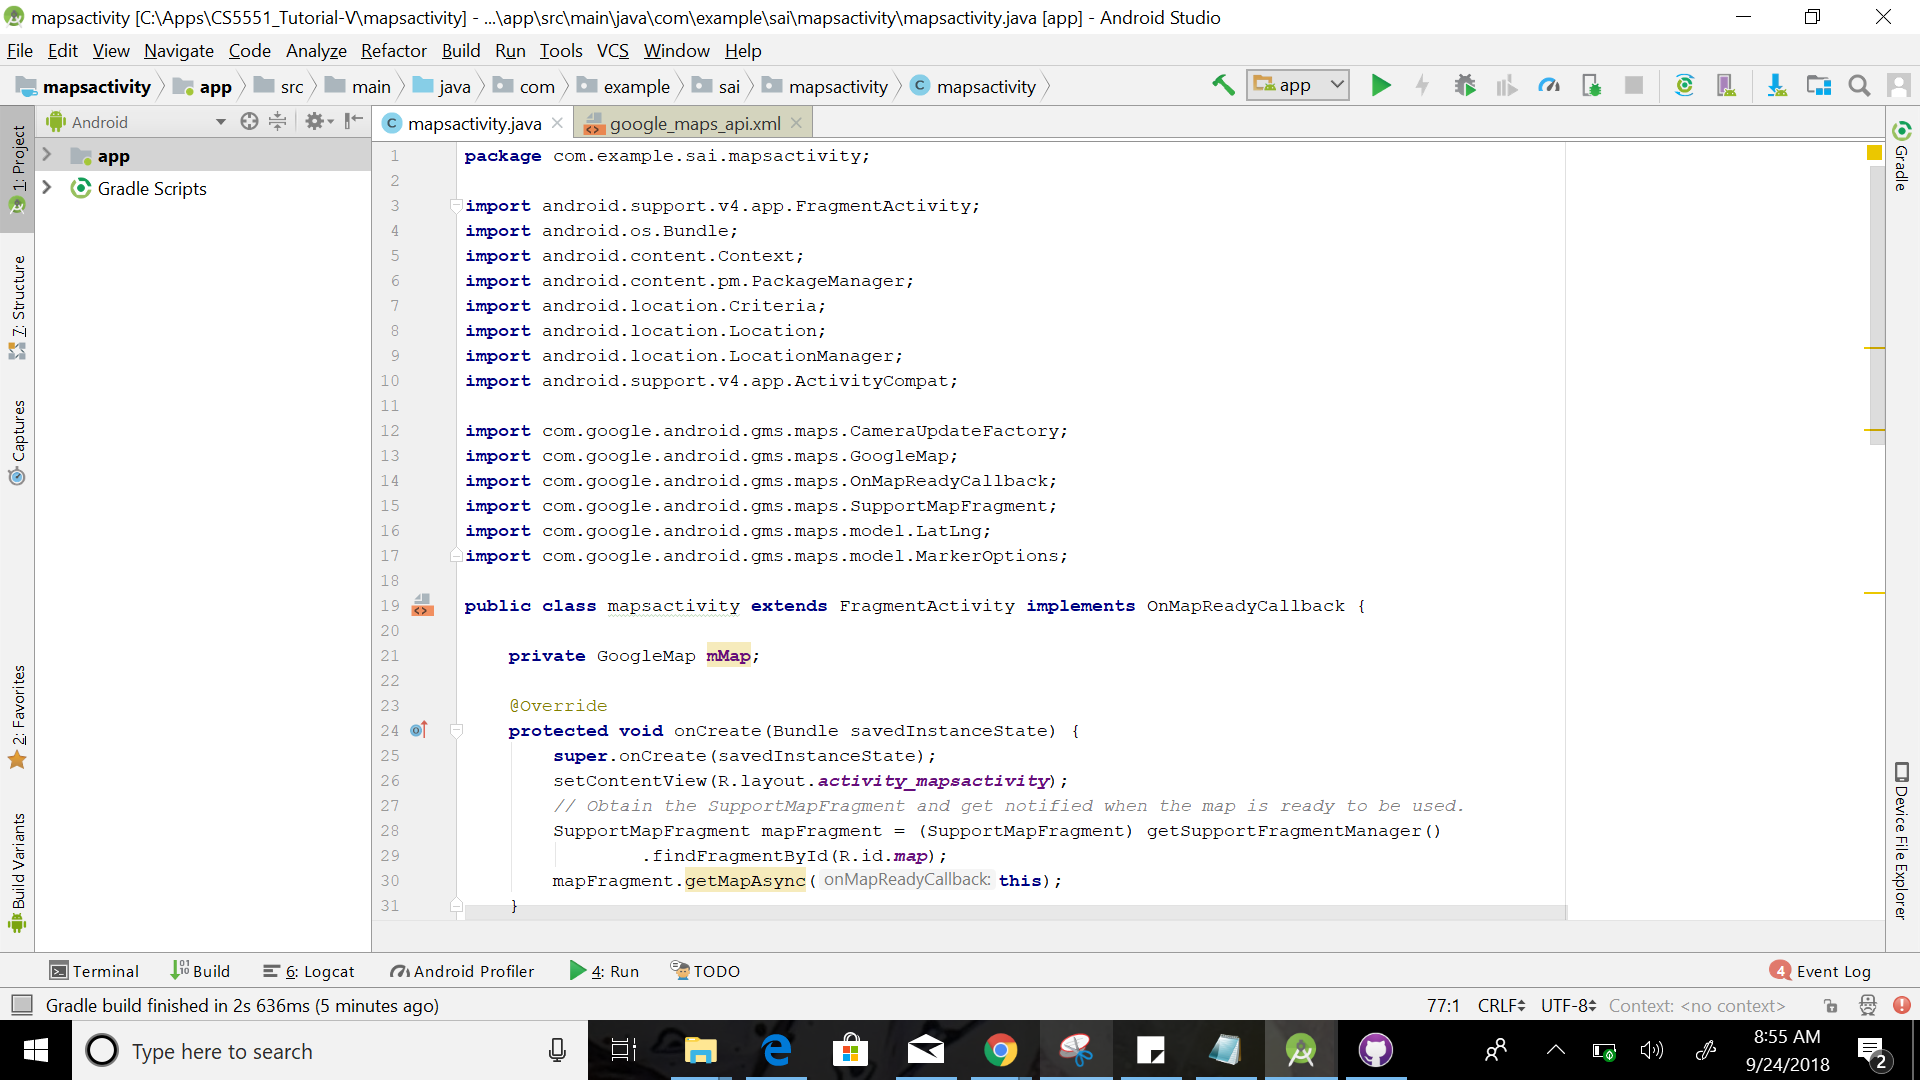 mapsactivity [C:\Apps\CS5551_Tutorial-V\mapsactivity] - ...\app\src\main\java\com\example\sai\mapsactivity\mapsactivity.java [app] - Android Studio
File Edit View Navigate Code Analyze Refactor Build Run Tools VCS Window Help
mapsactivity app src main java com example sai mapsactivity C mapsactivity app
Android
C mapsactivity.java google_maps_api.xml
app
Gradle Scripts
1: Project
7: Structure
Captures
2: Favorites
Build Variants
1 package com.example.sai.mapsactivity;
2
3 import android.support.v4.app.FragmentActivity;
4 import android.os.Bundle;
5 import android.content.Context;
6 import android.content.pm.PackageManager;
7 import android.location.Criteria;
8 import android.location.Location;
9 import android.location.LocationManager;
10 import android.support.v4.app.ActivityCompat;
11
12 import com.google.android.gms.maps.CameraUpdateFactory;
13 import com.google.android.gms.maps.GoogleMap;
14 import com.google.android.gms.maps.OnMapReadyCallback;
15 import com.google.android.gms.maps.SupportMapFragment;
16 import com.google.android.gms.maps.model.LatLng;
17 import com.google.android.gms.maps.model.MarkerOptions;
18
19 public class mapsactivity extends FragmentActivity implements OnMapReadyCallback {
20
21 private GoogleMap mMap;
22
23 @Override
24 protected void onCreate(Bundle savedInstanceState) {
25 super.onCreate(savedInstanceState);
26 setContentView(R.layout.activity_mapsactivity);
27 // Obtain the SupportMapFragment and get notified when the map is ready to be used.
28 SupportMapFragment mapFragment = (SupportMapFragment) getSupportFragmentManager()
29 .findFragmentById(R.id.map);
30 mapFragment.getMapAsync( onMapReadyCallback: this);
31 }
Gradle
Device File Explorer
Terminal Build 6: Logcat Android Profiler 4: Run TODO 4 Event Log
Gradle build finished in 2s 636ms (5 minutes ago) 77:1 CRLF UTF-8 Context: <no context>
Type here to search
8:55 AM
9/24/2018
2